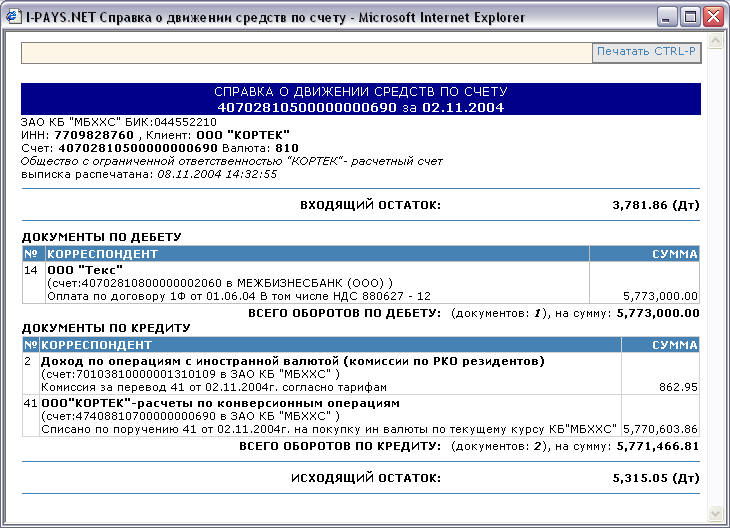 I-PAYS.NET Справка о движении средств по счету - Microsoft Internet Explorer
Печатать CTRL-P
СПРАВКА О ДВИЖЕНИИ СРЕДСТВ ПО СЧЕТУ
40702810500000000690 за 02.11.2004
ЗАО КБ "МБХХС" БИК:044552210
ИНН: 7709828760 , Клиент: ООО "КОРТЕК"
Счет: 40702810500000000690 Валюта: 810
Общество с ограниченной ответственностью "КОРТЕК"- расчетный счет
выписка распечатана: 08.11.2004 14:32:55
ВХОДЯЩИЙ ОСТАТОК: 3,781.86 (Дт)
ДОКУМЕНТЫ ПО ДЕБЕТУ
№ КОРРЕСПОНДЕНТ СУММА
14 ООО "Текс"
(счет:40702810800000002060 в МЕЖБИЗНЕСБАНК (ООО) )
Оплата по договору 1Ф от 01.06.04 В том числе НДС 880627 - 12 5,773,000.00
ВСЕГО ОБОРОТОВ ПО ДЕБЕТУ: (документов: 1), на сумму: 5,773,000.00
ДОКУМЕНТЫ ПО КРЕДИТУ
№ КОРРЕСПОНДЕНТ СУММА
2 Доход по операциям с иностранной валютой (комиссии по РКО резидентов)
(счет:70103810000001310109 в ЗАО КБ "МБХХС" )
Комиссия за перевод 41 от 02.11.2004г. согласно тарифам 862.95
41 ООО"КОРТЕК"-расчеты по конверсионным операциям
(счет:47408810700000000690 в ЗАО КБ "МБХХС" )
Списано по поручению 41 от 02.11.2004г. на покупку ин валюты по текущему курсу КБ"МБХХС" 5,770,603.86
ВСЕГО ОБОРОТОВ ПО КРЕДИТУ: (документов: 2), на сумму: 5,771,466.81
ИСХОДЯЩИЙ ОСТАТОК: 5,315.05 (Дт)